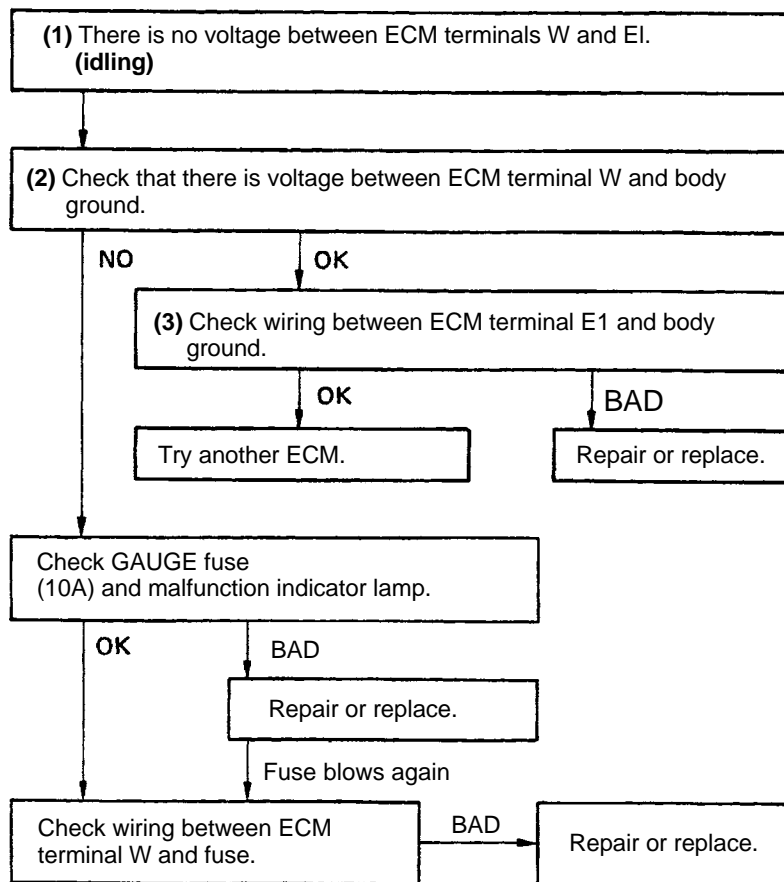 (1) There is no voltage between ECM terminals W and EI.
(idling)
(2) Check that there is voltage between ECM terminal W and body
ground.
NO
OK
(3) Check wiring between ECM terminal E1 and body
ground.
OK
BAD
Try another ECM.
Repair or replace.
Check GAUGE fuse
(10A) and malfunction indicator lamp.
OK
BAD
Repair or replace.
Fuse blows again
Check wiring between ECM
terminal W and fuse.
BAD
Repair or replace.